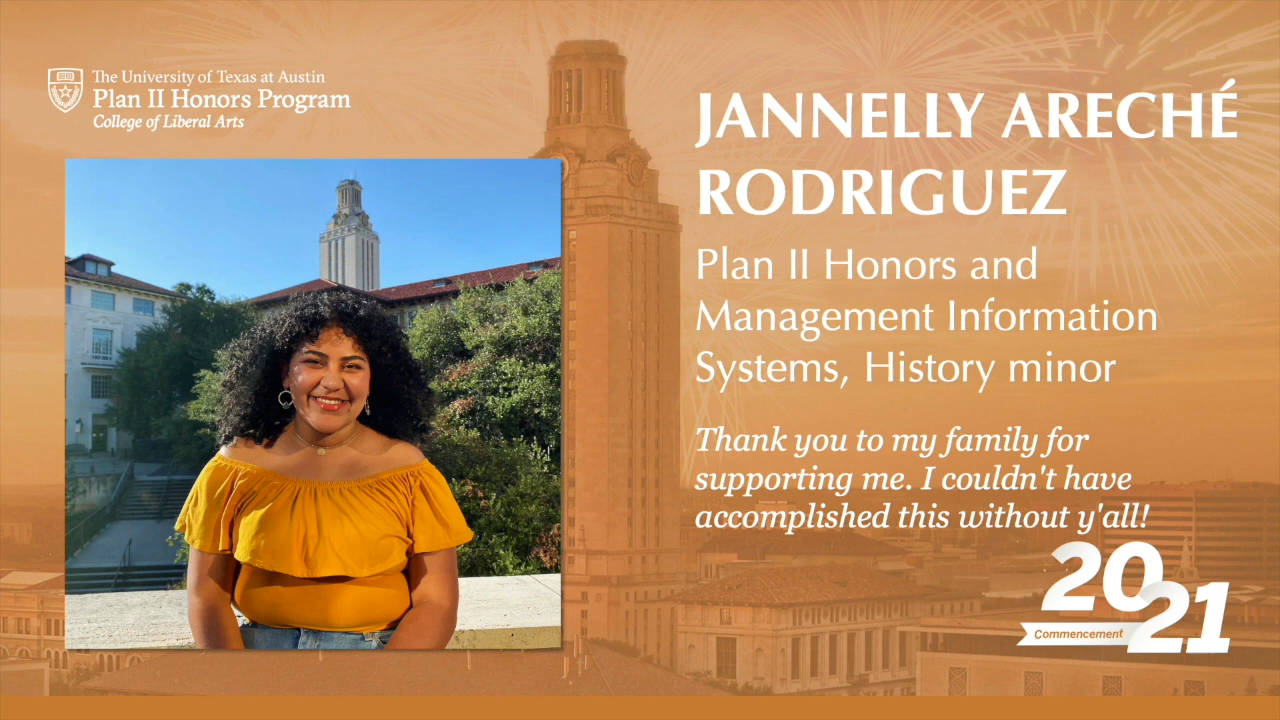 The University of Texas at Austin
Plan II Honors Program
College of Liberal Arts
JANNELLY ARECHÉ
RODRIGUEZ
Plan II Honors and
Management Information
Systems, History minor
Thank you to my family for
supporting me. I couldn't have
accomplished this without y'all!
2021
Commencement